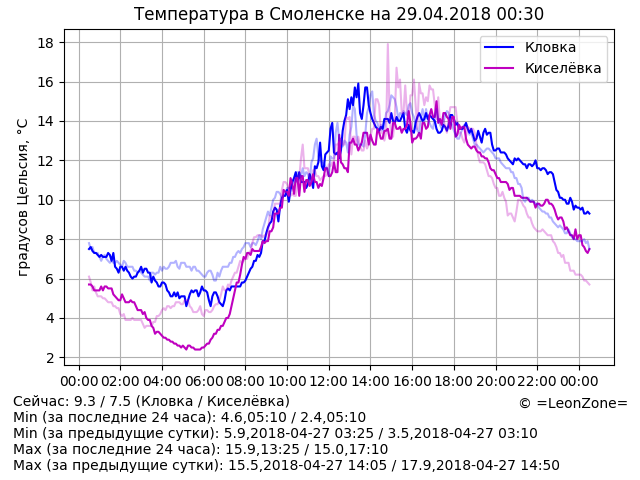 Температура в Смоленске на 29.04.2018 00:30
Кловка
Киселёвка
градусов Цельсия, °C
18
16
14
12
10
8
6
4
2
00:00 02:00 04:00 06:00 08:00 10:00 12:00 14:00 16:00 18:00 20:00 22:00 00:00
Сейчас: 9.3 / 7.5 (Кловка / Киселёвка)
© =LeonZone=
Min (за последние 24 часа): 4.6,05:10 / 2.4,05:10
Min (за предыдущие сутки): 5.9,2018-04-27 03:25 / 3.5,2018-04-27 03:10
Max (за последние 24 часа): 15.9,13:25 / 15.0,17:10
Max (за предыдущие сутки): 15.5,2018-04-27 14:05 / 17.9,2018-04-27 14:50